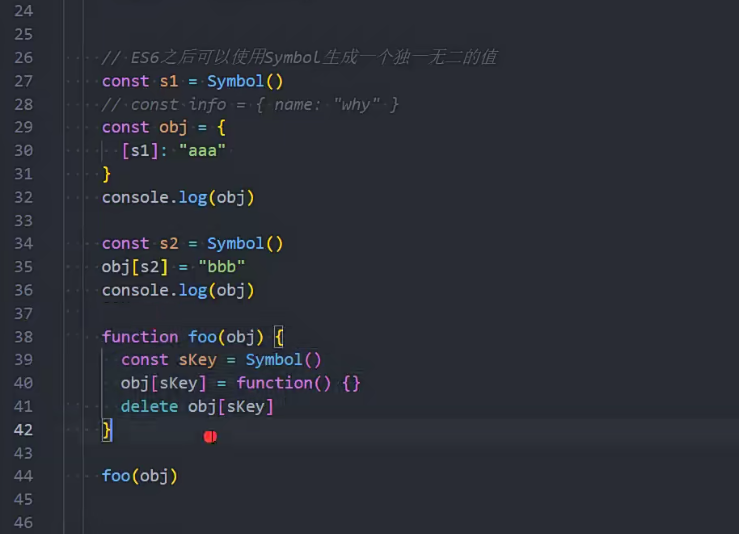 24
25
26 // ES6之后可以使用Symbol生成一个独一无二的值
27 const s1 = Symbol()
28 // const info = { name: "why" }
29 const obj = {
30 [s1]: "aaa"
31 }
32 console.log(obj)
33
34 const s2 = Symbol()
35 obj[s2] = "bbb"
36 console.log(obj)
37
38 function foo(obj) {
39 const sKey = Symbol()
40 obj[sKey] = function() {}
41 delete obj[sKey]
42 }
43
44 foo(obj)
45
46